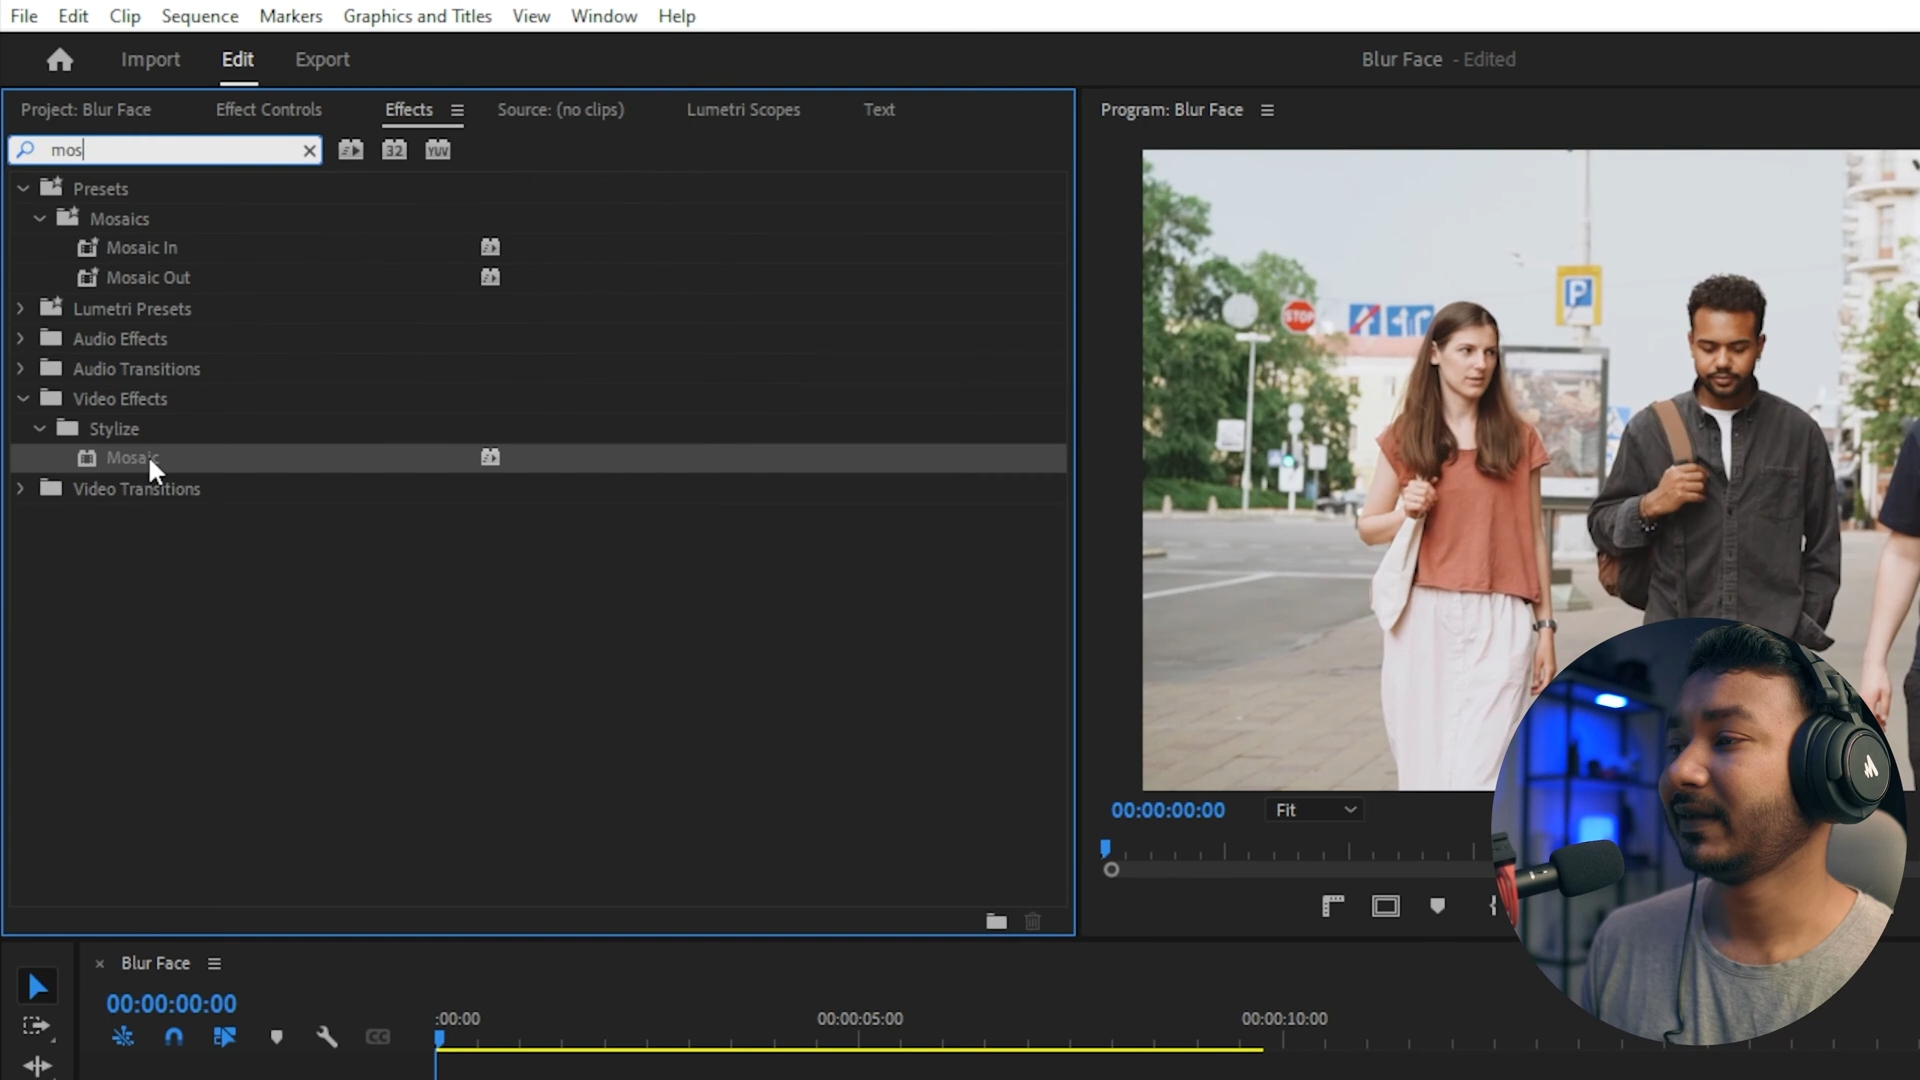 File Edit Clip Sequence Markers Graphics and Titles View Window Help
Import Edit Export Blur Face - Edited
Project: Blur Face Effect Controls Effects Source: (no clips) Lumetri Scopes Text
mos 32 YUV
Presets
Mosaics
Mosaic In
Mosaic Out
Lumetri Presets
Audio Effects
Audio Transitions
Video Effects
Stylize
Mosaic
Video Transitions
Program: Blur Face
STOP
P
00:00:00:00 Fit
× Blur Face
00:00:00:00
:00:00 00:00:05:00 00:00:10:00
CC